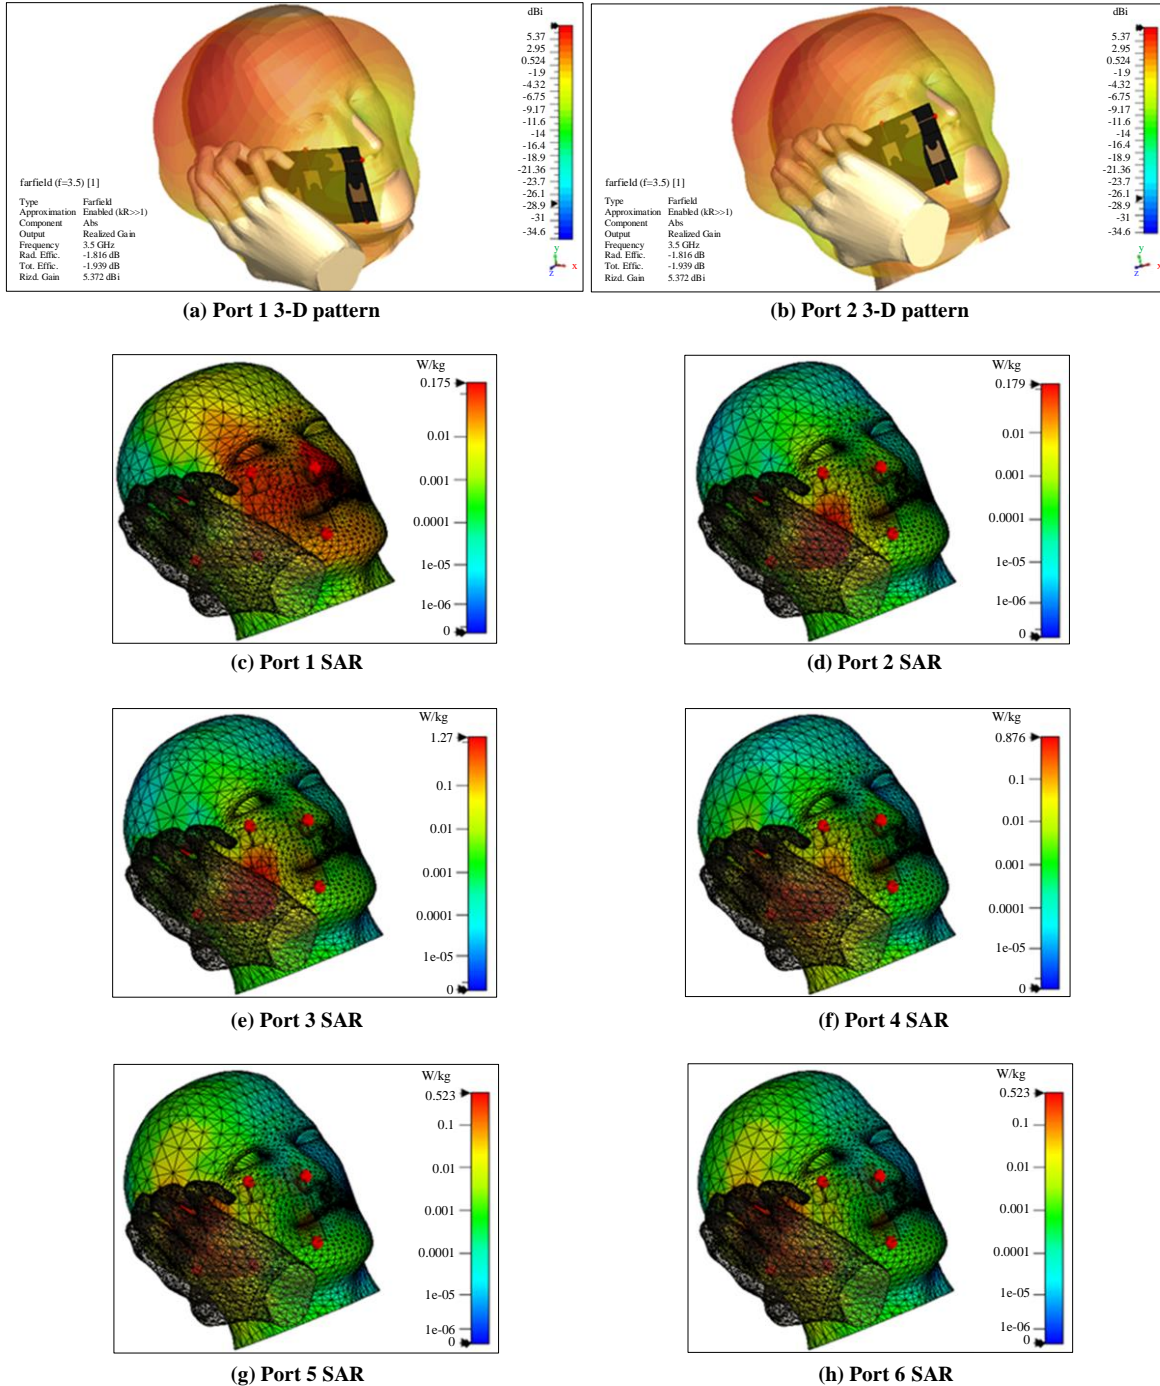 dBi
5.37
2.95
0.524
-1.9
-4.32
-6.75
-9.17
-11.6
-14
-16.4
-18.9
-21.36
-23.7
-26.1
-28.9
-31
-34.6
y
x
z
farfield (f=3.5) [1]
Type Farfield
Approximation Enabled (kR>>1)
Component Abs
Output Realized Gain
Frequency 3.5 GHz
Rad. Effic. -1.816 dB
Tot. Effic. -1.939 dB
Rizd. Gain 5.372 dBi
(a) Port 1 3-D pattern
dBi
5.37
2.95
0.524
-1.9
-4.32
-6.75
-9.17
-11.6
-14
-16.4
-18.9
-21.36
-23.7
-26.1
-28.9
-31
-34.6
y
x
z
farfield (f=3.5) [1]
Type Farfield
Approximation Enabled (kR>>1)
Component Abs
Output Realized Gain
Frequency 3.5 GHz
Rad. Effic. -1.816 dB
Tot. Effic. -1.939 dB
Rizd. Gain 5.372 dBi
(b) Port 2 3-D pattern
W/kg
0.175
0.01
0.001
0.0001
1e-05
1e-06
0
(c) Port 1 SAR
W/kg
0.179
0.01
0.001
0.0001
1e-05
1e-06
0
(d) Port 2 SAR
W/kg
1.27
0.1
0.01
0.001
0.0001
1e-05
0
(e) Port 3 SAR
W/kg
0.876
0.1
0.01
0.001
0.0001
1e-05
0
(f) Port 4 SAR
W/kg
0.523
0.1
0.01
0.001
0.0001
1e-05
1e-06
0
(g) Port 5 SAR
W/kg
0.523
0.1
0.01
0.001
0.0001
1e-05
1e-06
0
(h) Port 6 SAR